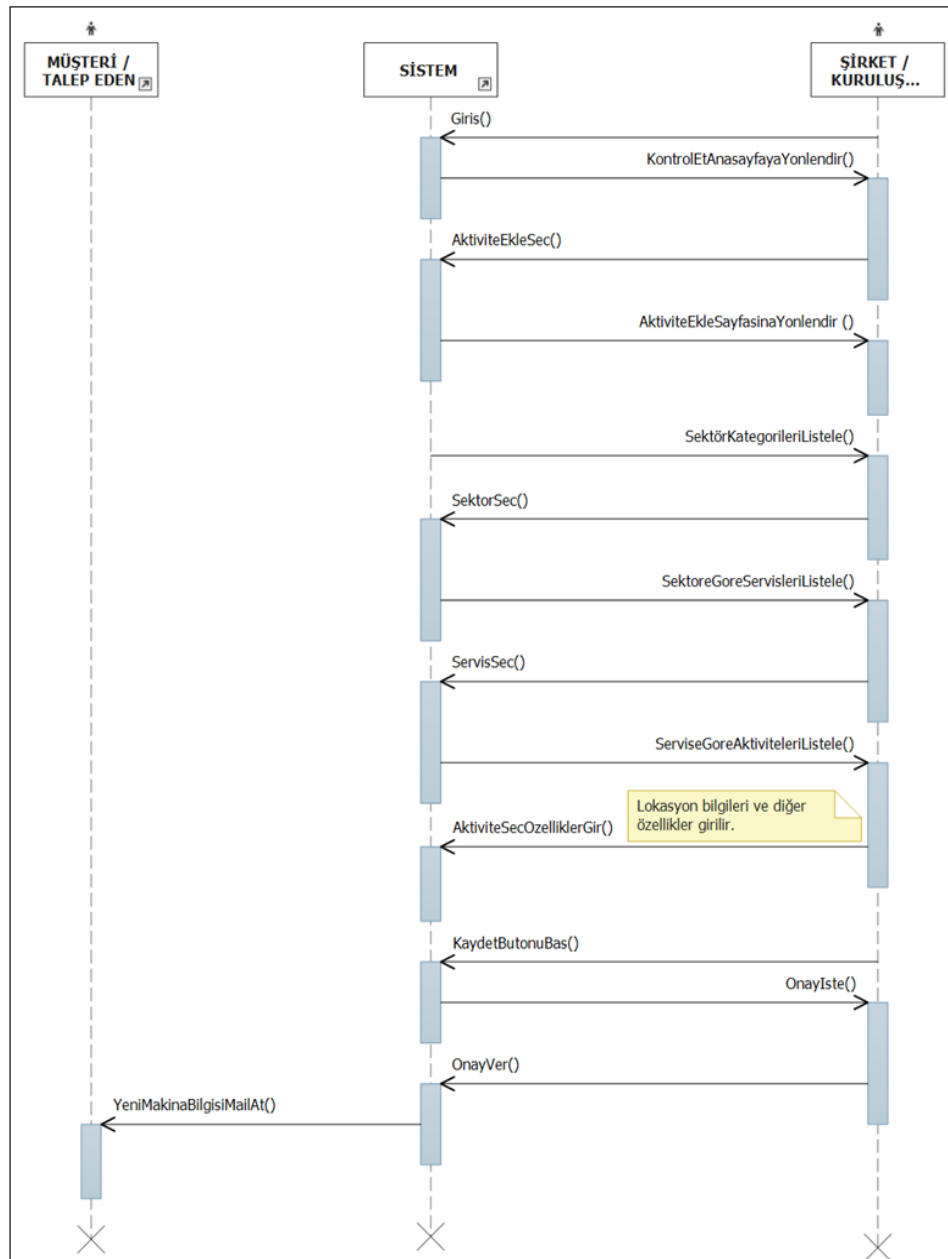 MÜŞTERİ /
TALEP EDEN
SİSTEM
ŞİRKET /
KURULUŞ...
Giris()
KontrolEtAnasayfayaYonlendir()
AktiviteEkleSec()
AktiviteEkleSayfasinaYonlendir ()
SektörKategorileriListele()
SektorSec()
SektoreGoreServisleriListele()
ServisSec()
ServiseGoreAktiviteleriListele()
Lokasyon bilgileri ve diğer
özellikler girilir.
AktiviteSecOzelliklerGir()
KaydetButonuBas()
OnayIste()
OnayVer()
YeniMakinaBilgisiMailAt()